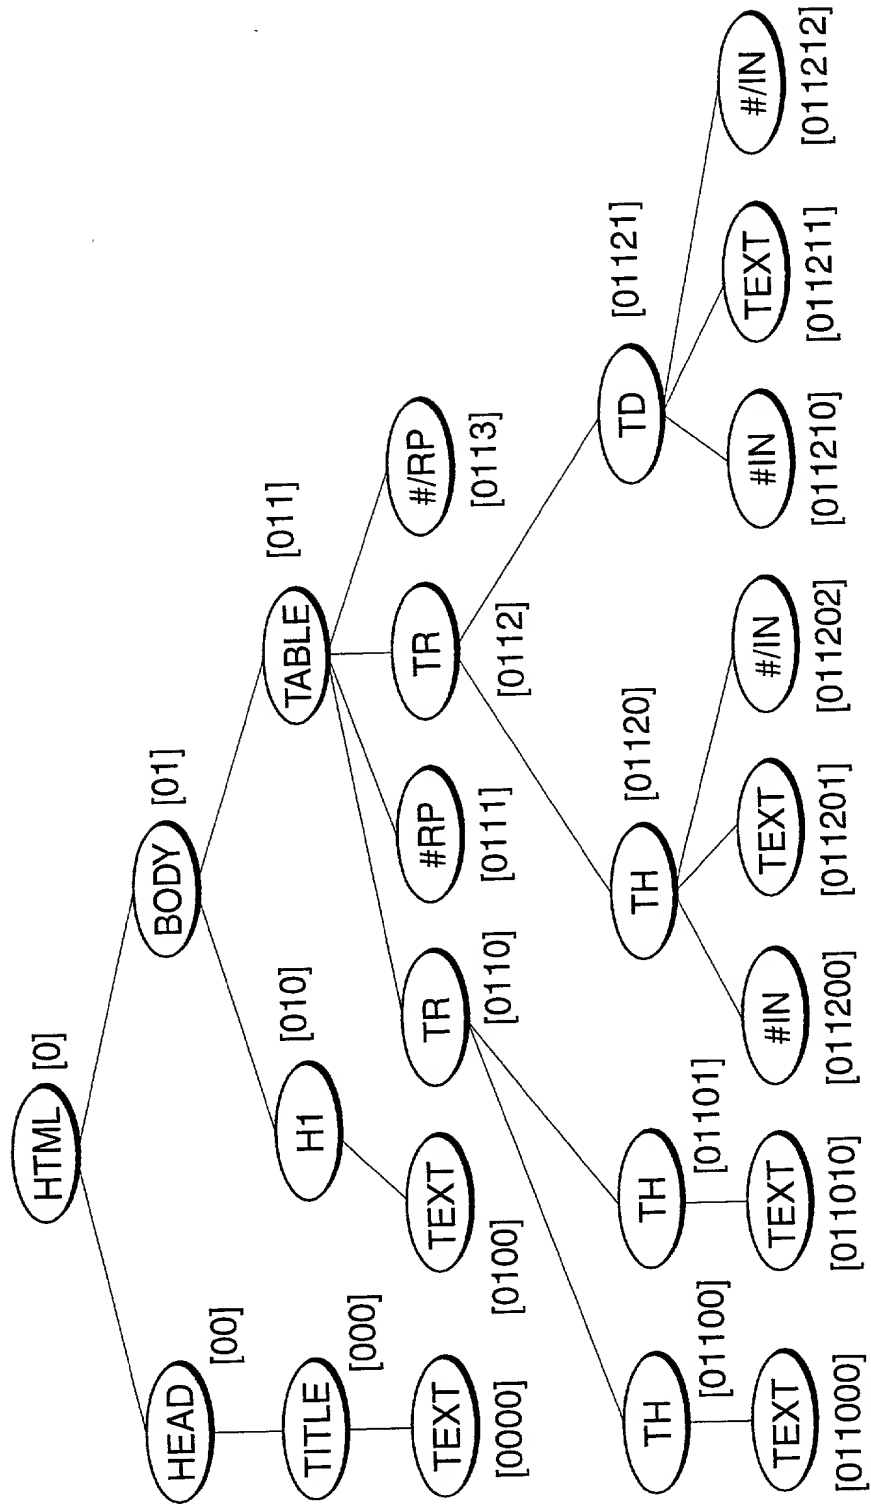 HTML [0]
HEAD [00]
BODY [01]
TITLE [000]
H1 [010]
TABLE [011]
TEXT [0000]
TEXT [0100]
TR [0110]
#RP [0111]
TR [0112]
#/RP [0113]
TH [01100]
TH [01101]
TH [01120]
TD [01121]
TEXT [011000]
TEXT [011010]
#IN [011200]
TEXT [011201]
#/IN [011202]
#IN [011210]
TEXT [011211]
#/IN [011212]